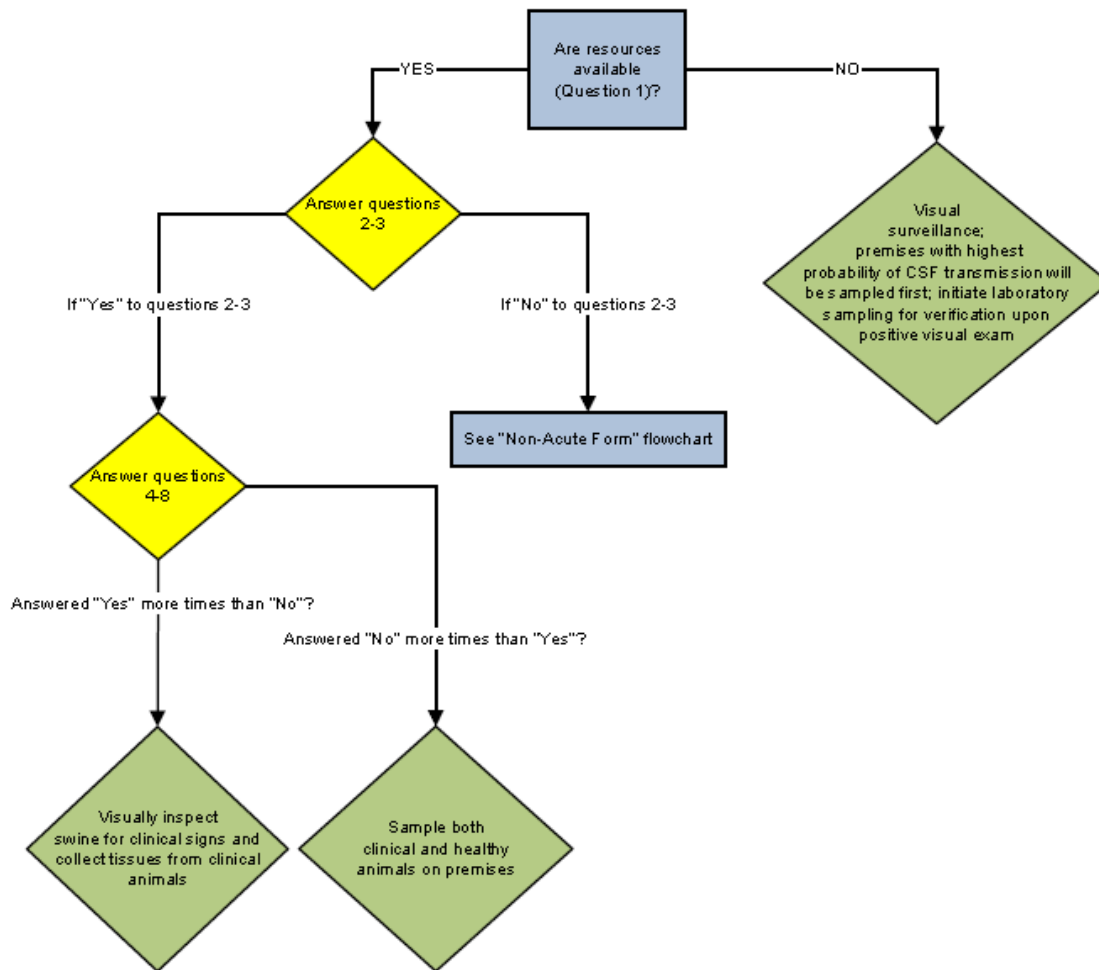 Are resources
available
(Question 1)?
YES
NO
Answer questions
2-3
Visual
surveillance;
premises with highest
probability of CSF transmission will
be sampled first; initiate laboratory
sampling for verification upon
positive visual exam
If "Yes" to questions 2-3
If "No" to questions 2-3
See "Non-Acute Form" flowchart
Answer questions
4-8
Answered "Yes" more times than "No"?
Answered "No" more times than "Yes"?
Visually inspect
swine for clinical signs and
collect tissues from clinical
animals
Sample both
clinical and healthy
animals on premises